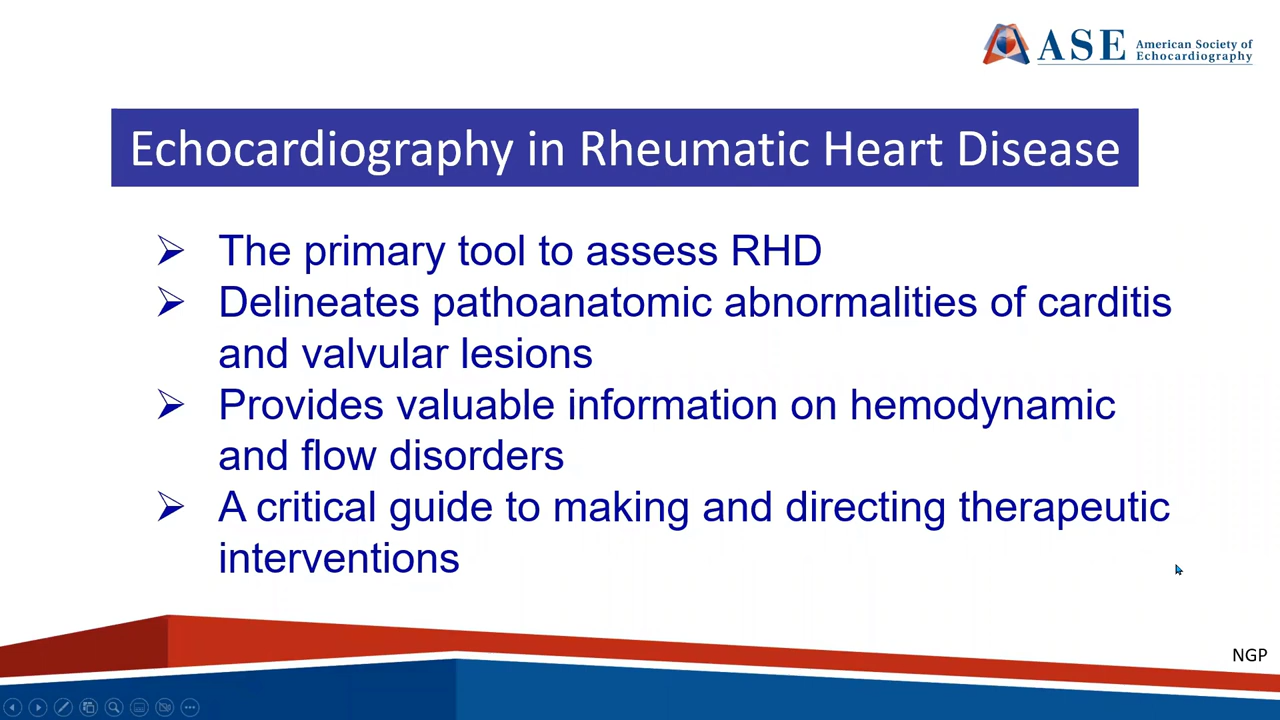 ASE American Society of
Echocardiography
Echocardiography in Rheumatic Heart Disease
➢ The primary tool to assess RHD
➢ Delineates pathoanatomic abnormalities of carditis
and valvular lesions
➢ Provides valuable information on hemodynamic
and flow disorders
➢ A critical guide to making and directing therapeutic
interventions
NGP